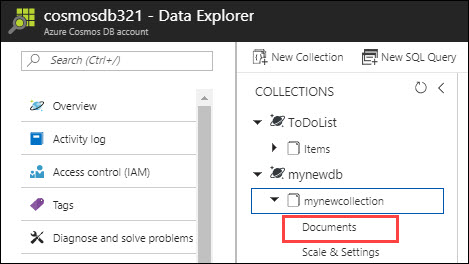 cosmosdb321 - Data Explorer
Azure Cosmos DB account
Search (Ctrl+/)
Overview
Activity log
Access control (IAM)
Tags
Diagnose and solve problems
New Collection
New SQL Query
COLLECTIONS
ToDoList
Items
mynewdb
mynewcollection
Documents
Scale & Settings